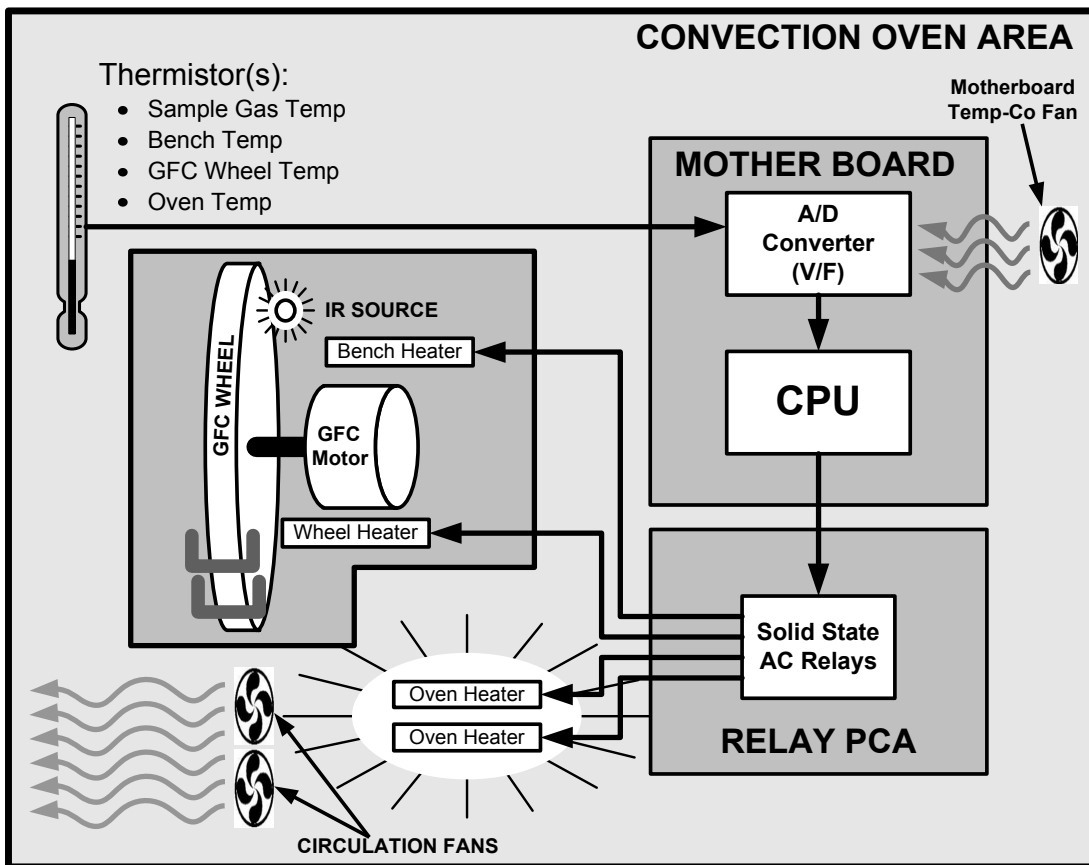 CONVECTION OVEN AREA
Thermistor(s):
• Sample Gas Temp
• Bench Temp
• GFC Wheel Temp
• Oven Temp
Motherboard
Temp-Co Fan
MOTHER BOARD
A/D
Converter
(V/F)
CPU
IR SOURCE
Bench Heater
GFC WHEEL
GFC
Motor
Wheel Heater
Solid State
AC Relays
RELAY PCA
Oven Heater
Oven Heater
CIRCULATION FANS